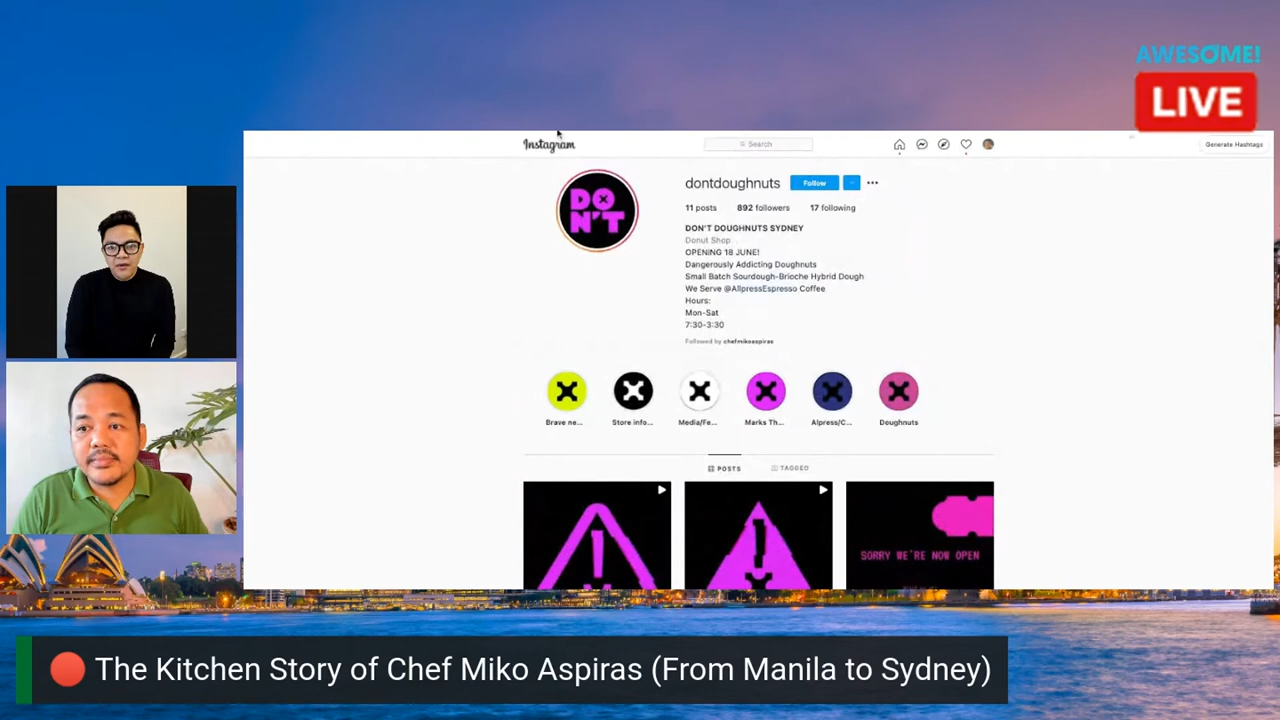 AWESOME!
LIVE
Instagram
Search
Generate Hashtags
DO
N'T
dontdoughnuts
Follow
11 posts 892 followers 17 following
DON'T DOUGHNUTS SYDNEY
Donut Shop
OPENING 18 JUNE!
Dangerously Addicting Doughnuts
Small Batch Sourdough-Brioche Hybrid Dough
We Serve @AllpressEspresso Coffee
Hours:
Mon-Sat
7:30-3:30
Followed by chefmikoaspiras
Brave ne... Store info... Media/Fe... Marks Th... Alpress/C... Doughnuts
POSTS TAGGED
SORRY WE'RE NOW OPEN
The Kitchen Story of Chef Miko Aspiras (From Manila to Sydney)